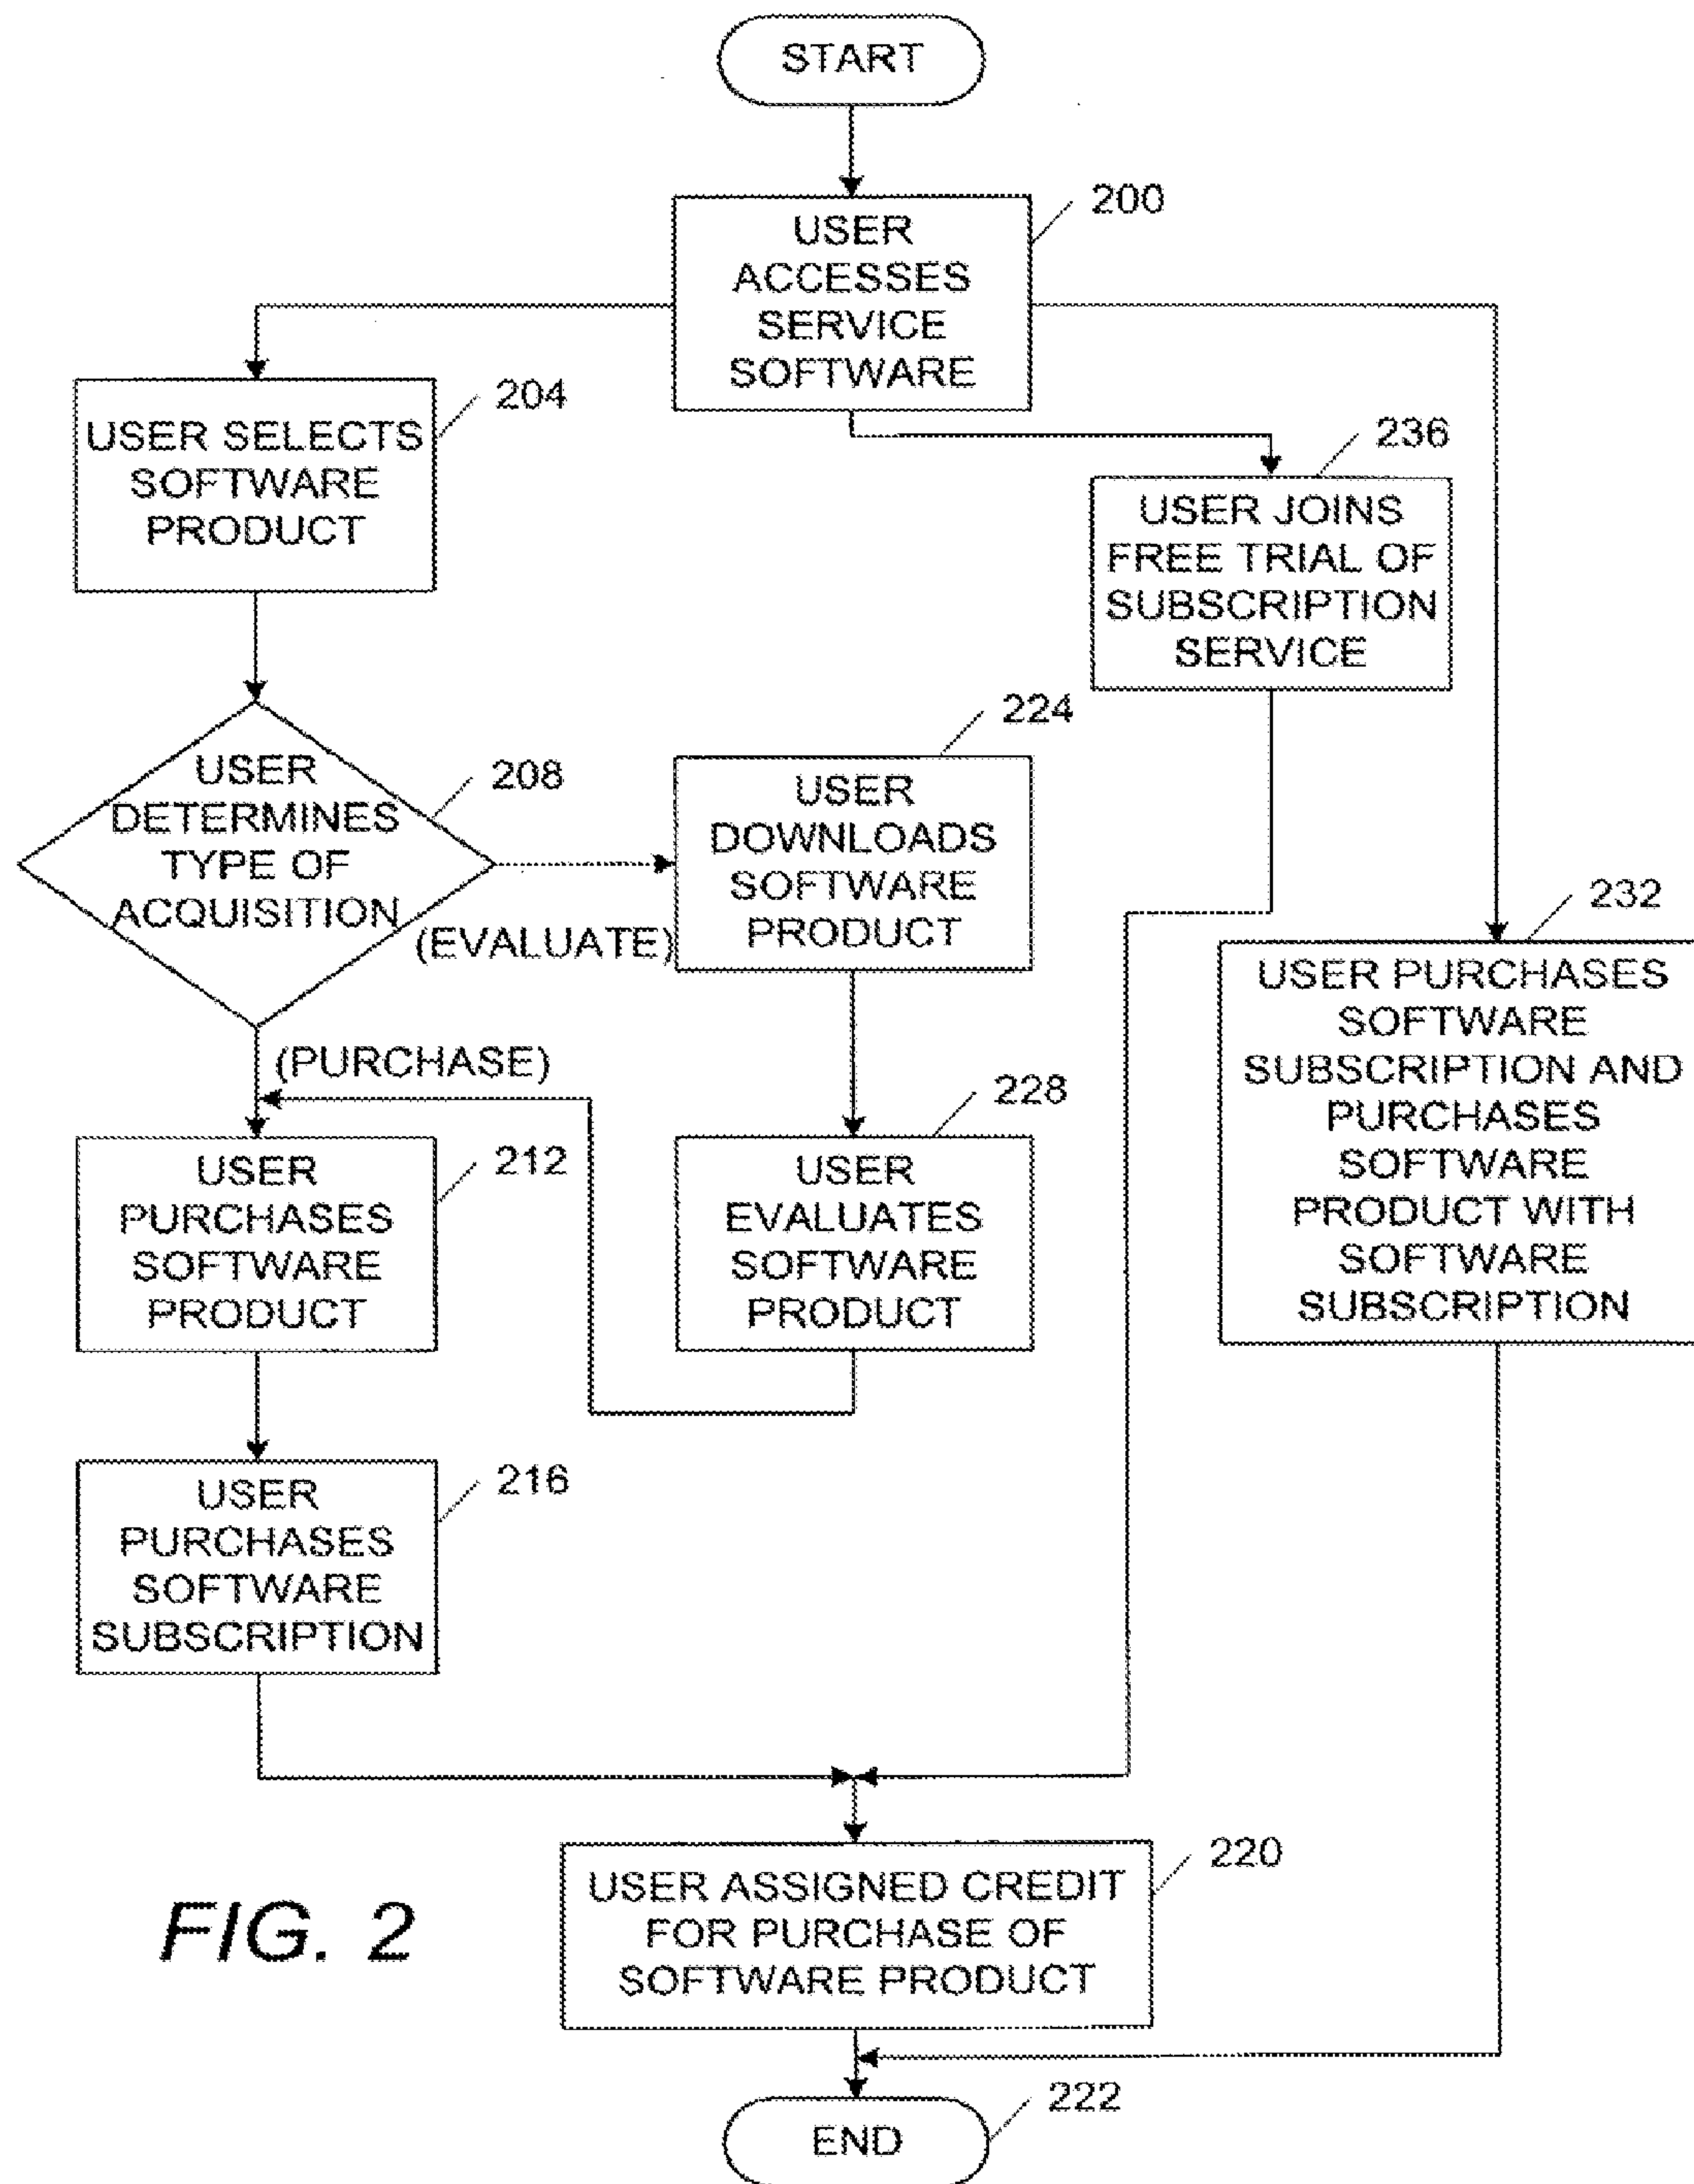 START
200
USER
ACCESSES
SERVICE
SOFTWARE
204
USER SELECTS
SOFTWARE
PRODUCT
236
USER JOINS
FREE TRIAL OF
SUBSCRIPTION
SERVICE
208
USER
DETERMINES
TYPE OF
ACQUISITION
(EVALUATE)
224
USER
DOWNLOADS
SOFTWARE
PRODUCT
232
USER PURCHASES
SOFTWARE
SUBSCRIPTION AND
PURCHASES
SOFTWARE
PRODUCT WITH
SOFTWARE
SUBSCRIPTION
(PURCHASE)
212
USER
PURCHASES
SOFTWARE
PRODUCT
228
USER
EVALUATES
SOFTWARE
PRODUCT
216
USER
PURCHASES
SOFTWARE
SUBSCRIPTION
220
USER ASSIGNED CREDIT
FOR PURCHASE OF
SOFTWARE PRODUCT
FIG. 2
222
END